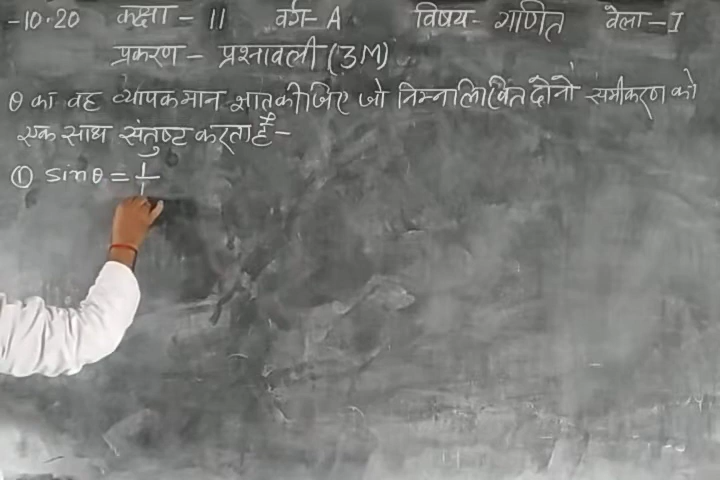 -10.20 कक्षा - 11 वर्ग- A विषय- गणित वेला - I
प्रकरण - प्रश्नावली (3M)
θ का वह व्यापक मान ज्ञात कीजिए जो निम्नलिखित दोनों समीकरण को
एक साथ संतुष्ट करता है -
① sinθ = 1